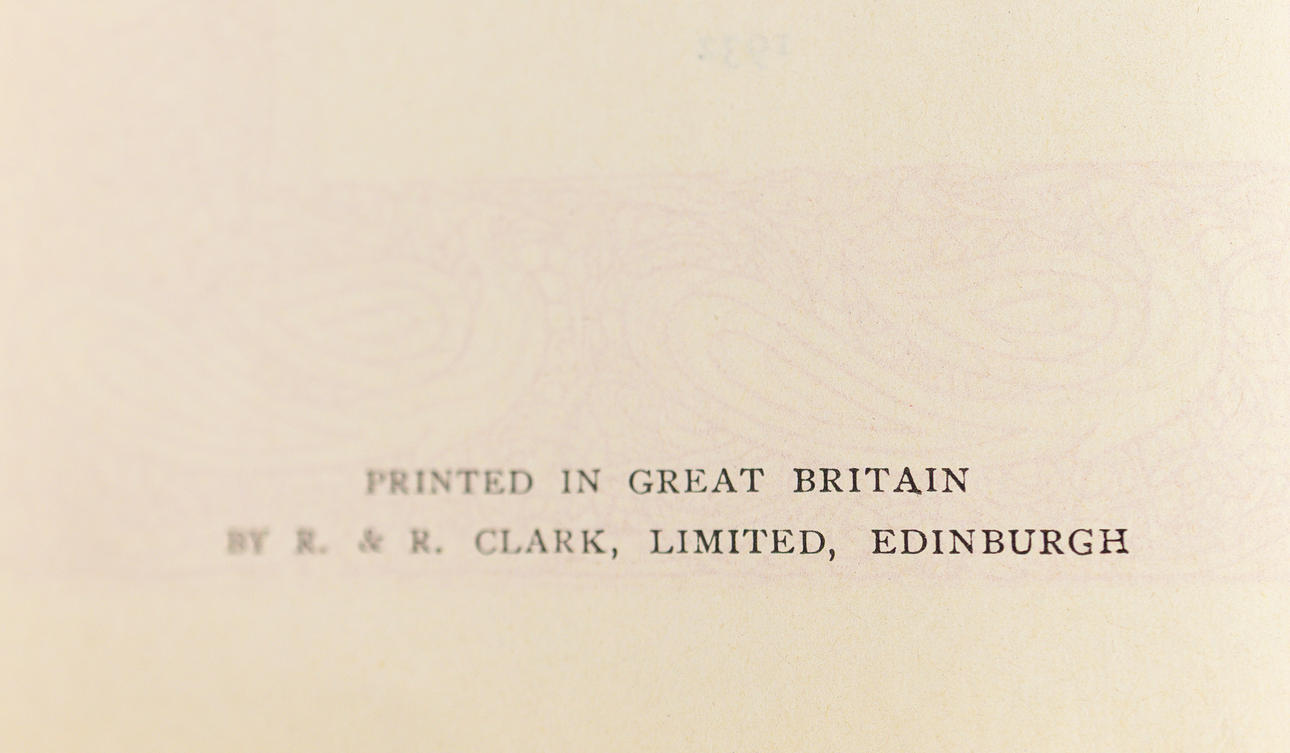 PRINTED IN GREAT BRITAIN
BY R. & R. CLARK, LIMITED, EDINBURGH